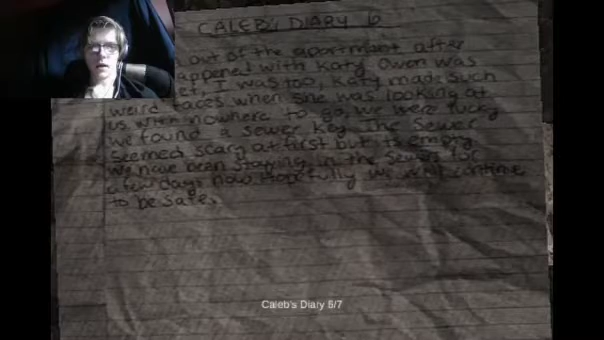 CALEB'S DIARY 6
out of the apartment after
appened with Katy. Owen was
et, I was too, Katy made such
weird faces when she was looking at
us. With nowhere to go, we were lucky
we found a sewer key. The Sewer
seemed scary at first but its empty.
We have been staying in the sewer for
a few days now. Hopefully we will continue
to be safe.
Caleb's Diary 5/7